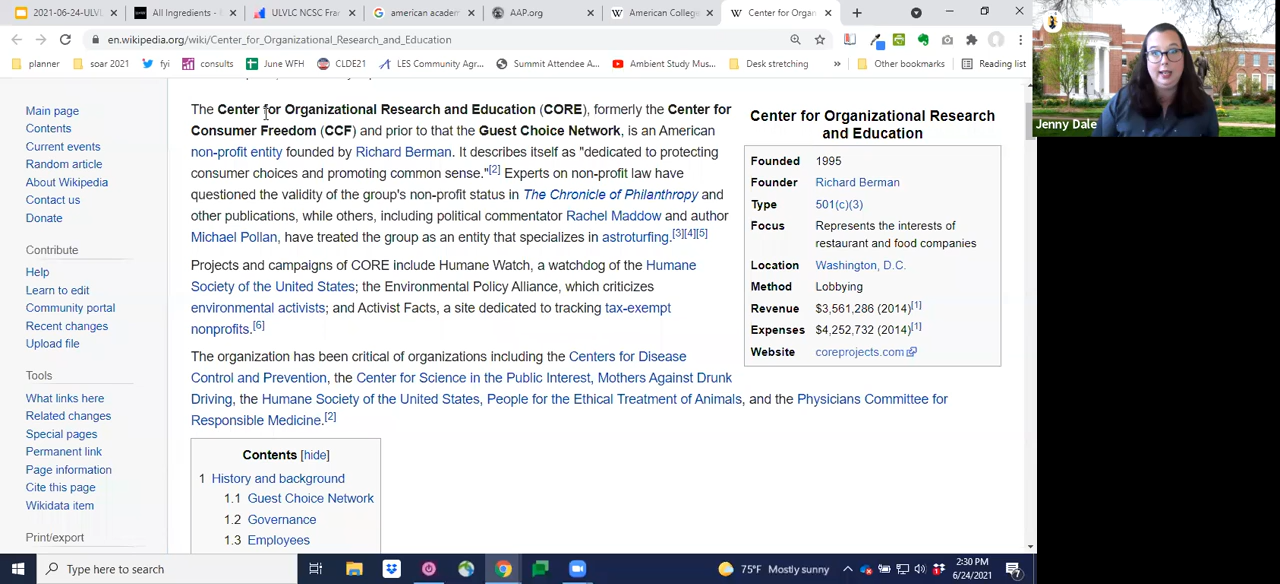 2021-06-24-ULVL
All Ingredients -
ULVLC NCSC Fra
american academ
AAP.org
American Colleg
Center for Organ
en.wikipedia.org/wiki/Center_for_Organizational_Research_and_Education
planner
soar 2021
fyi
consults
June WFH
CLDE21
LES Community Agr...
Summit Attendee A...
Ambient Study Mus...
Desk stretching
»
Other bookmarks
Reading list
Main page
Contents
Current events
Random article
About Wikipedia
Contact us
Donate
Contribute
Help
Learn to edit
Community portal
Recent changes
Upload file
Tools
What links here
Related changes
Special pages
Permanent link
Page information
Cite this page
Wikidata item
Print/export
The Center for Organizational Research and Education (CORE), formerly the Center for
Consumer Freedom (CCF) and prior to that the Guest Choice Network, is an American
non-profit entity founded by Richard Berman. It describes itself as "dedicated to protecting
consumer choices and promoting common sense."[2] Experts on non-profit law have
questioned the validity of the group's non-profit status in The Chronicle of Philanthropy and
other publications, while others, including political commentator Rachel Maddow and author
Michael Pollan, have treated the group as an entity that specializes in astroturfing.[3][4][5]
Projects and campaigns of CORE include Humane Watch, a watchdog of the Humane
Society of the United States; the Environmental Policy Alliance, which criticizes
environmental activists; and Activist Facts, a site dedicated to tracking tax-exempt
nonprofits.[6]
The organization has been critical of organizations including the Centers for Disease
Control and Prevention, the Center for Science in the Public Interest, Mothers Against Drunk
Driving, the Humane Society of the United States, People for the Ethical Treatment of Animals, and the Physicians Committee for
Responsible Medicine.[2]
Contents [hide]
1 History and background
1.1 Guest Choice Network
1.2 Governance
1.3 Employees
Center for Organizational Research
and Education
Founded 1995
Founder Richard Berman
Type 501(c)(3)
Focus Represents the interests of
restaurant and food companies
Location Washington, D.C.
Method Lobbying
Revenue $3,561,286 (2014)[1]
Expenses $4,252,732 (2014)[1]
Website coreprojects.com
Jenny Dale
Type here to search
75°F Mostly sunny
2:30 PM
6/24/2021
7